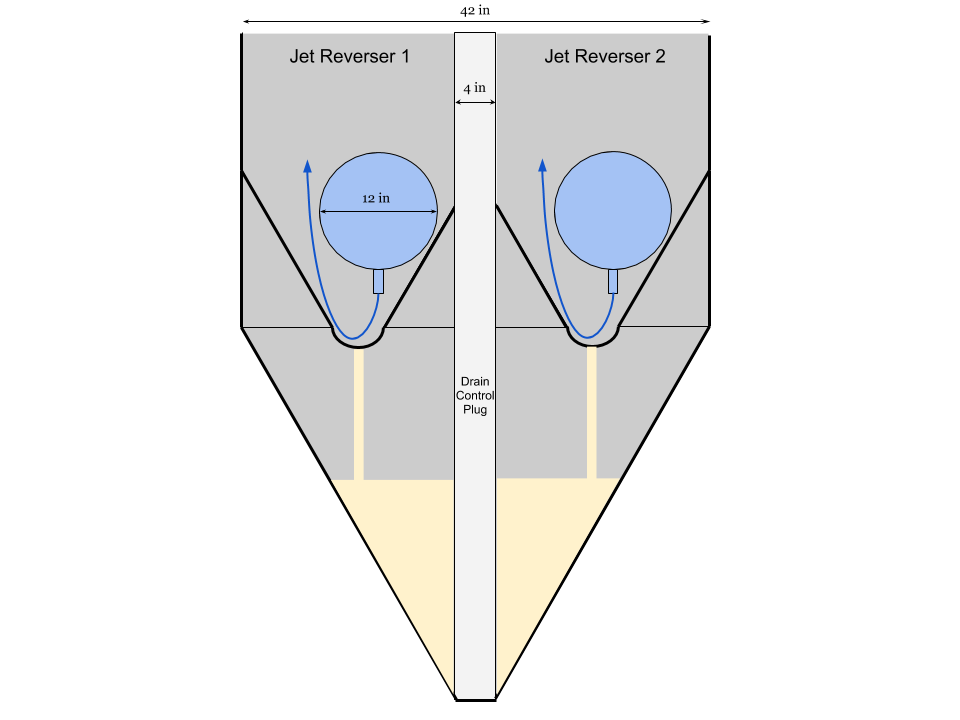 42 in
Jet Reverser 1
Jet Reverser 2
4 in
12 in
Drain
Control
Plug